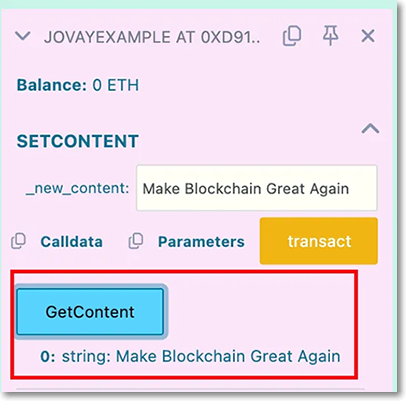 JOVAYEXAMPLE AT 0XD91..
Balance: 0 ETH
SETCONTENT
_new_content: Make Blockchain Great Again
Calldata Parameters transact
GetContent
0: string: Make Blockchain Great Again